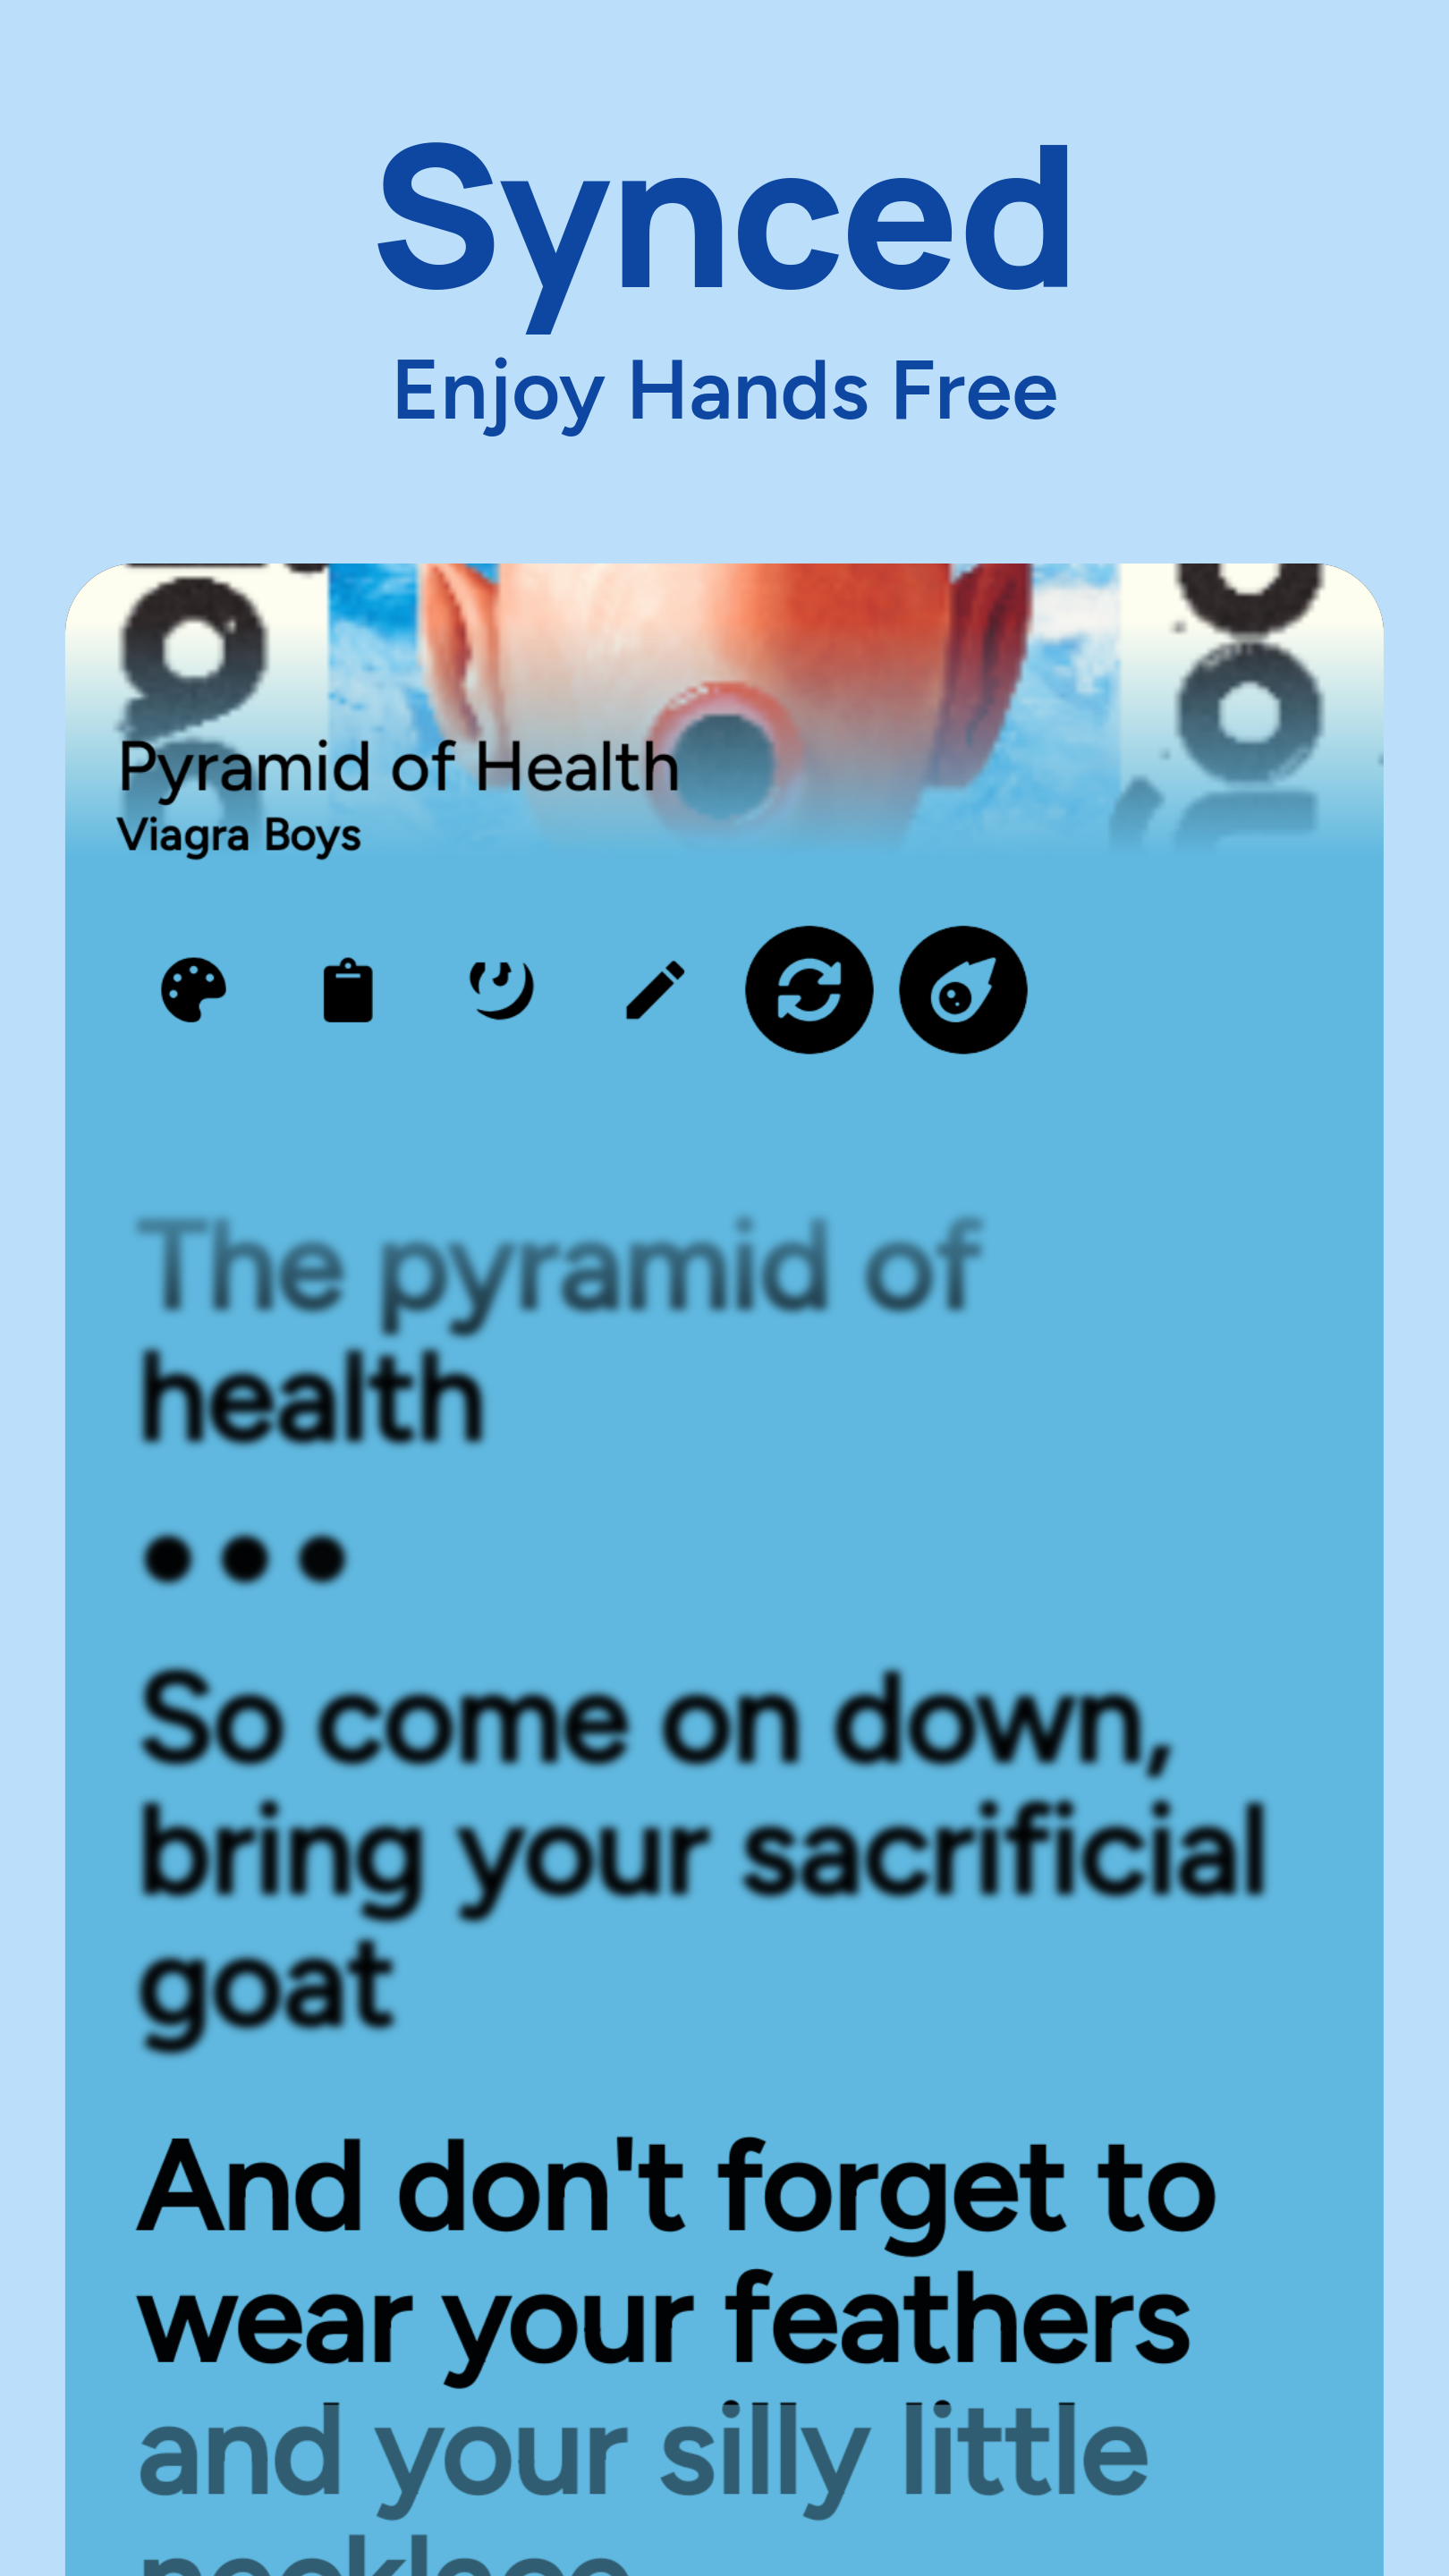 Synced
Enjoy Hands Free
Pyramid of Health
Viagra Boys
The pyramid of
health
•••
So come on down,
bring your sacrificial
goat
And don't forget to
wear your feathers
and your silly little
necklace